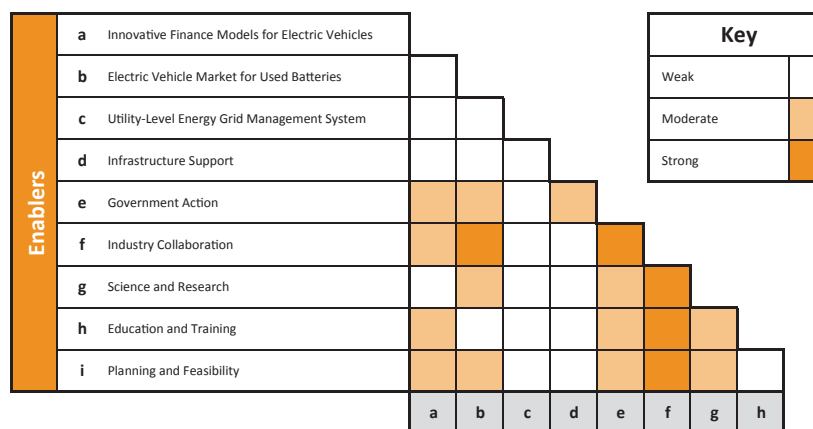 Enablers
a Innovative Finance Models for Electric Vehicles
b Electric Vehicle Market for Used Batteries
c Utility-Level Energy Grid Management System
d Infrastructure Support
e Government Action
f Industry Collaboration
g Science and Research
h Education and Training
i Planning and Feasibility
a b c d e f g h
Key
Weak
Moderate
Strong